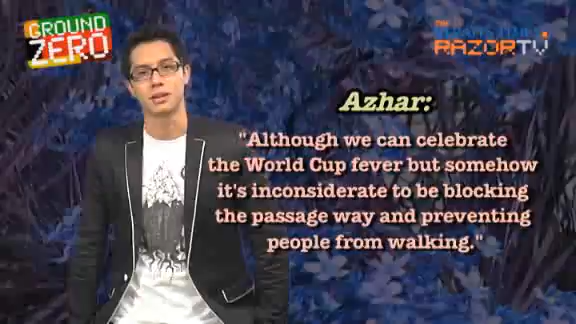 GROUND
ZERO
THE
RAZORTV
Azhar:
"Although we can celebrate
the World Cup fever but somehow
it's inconsiderate to be blocking
the passage way and preventing
people from walking."